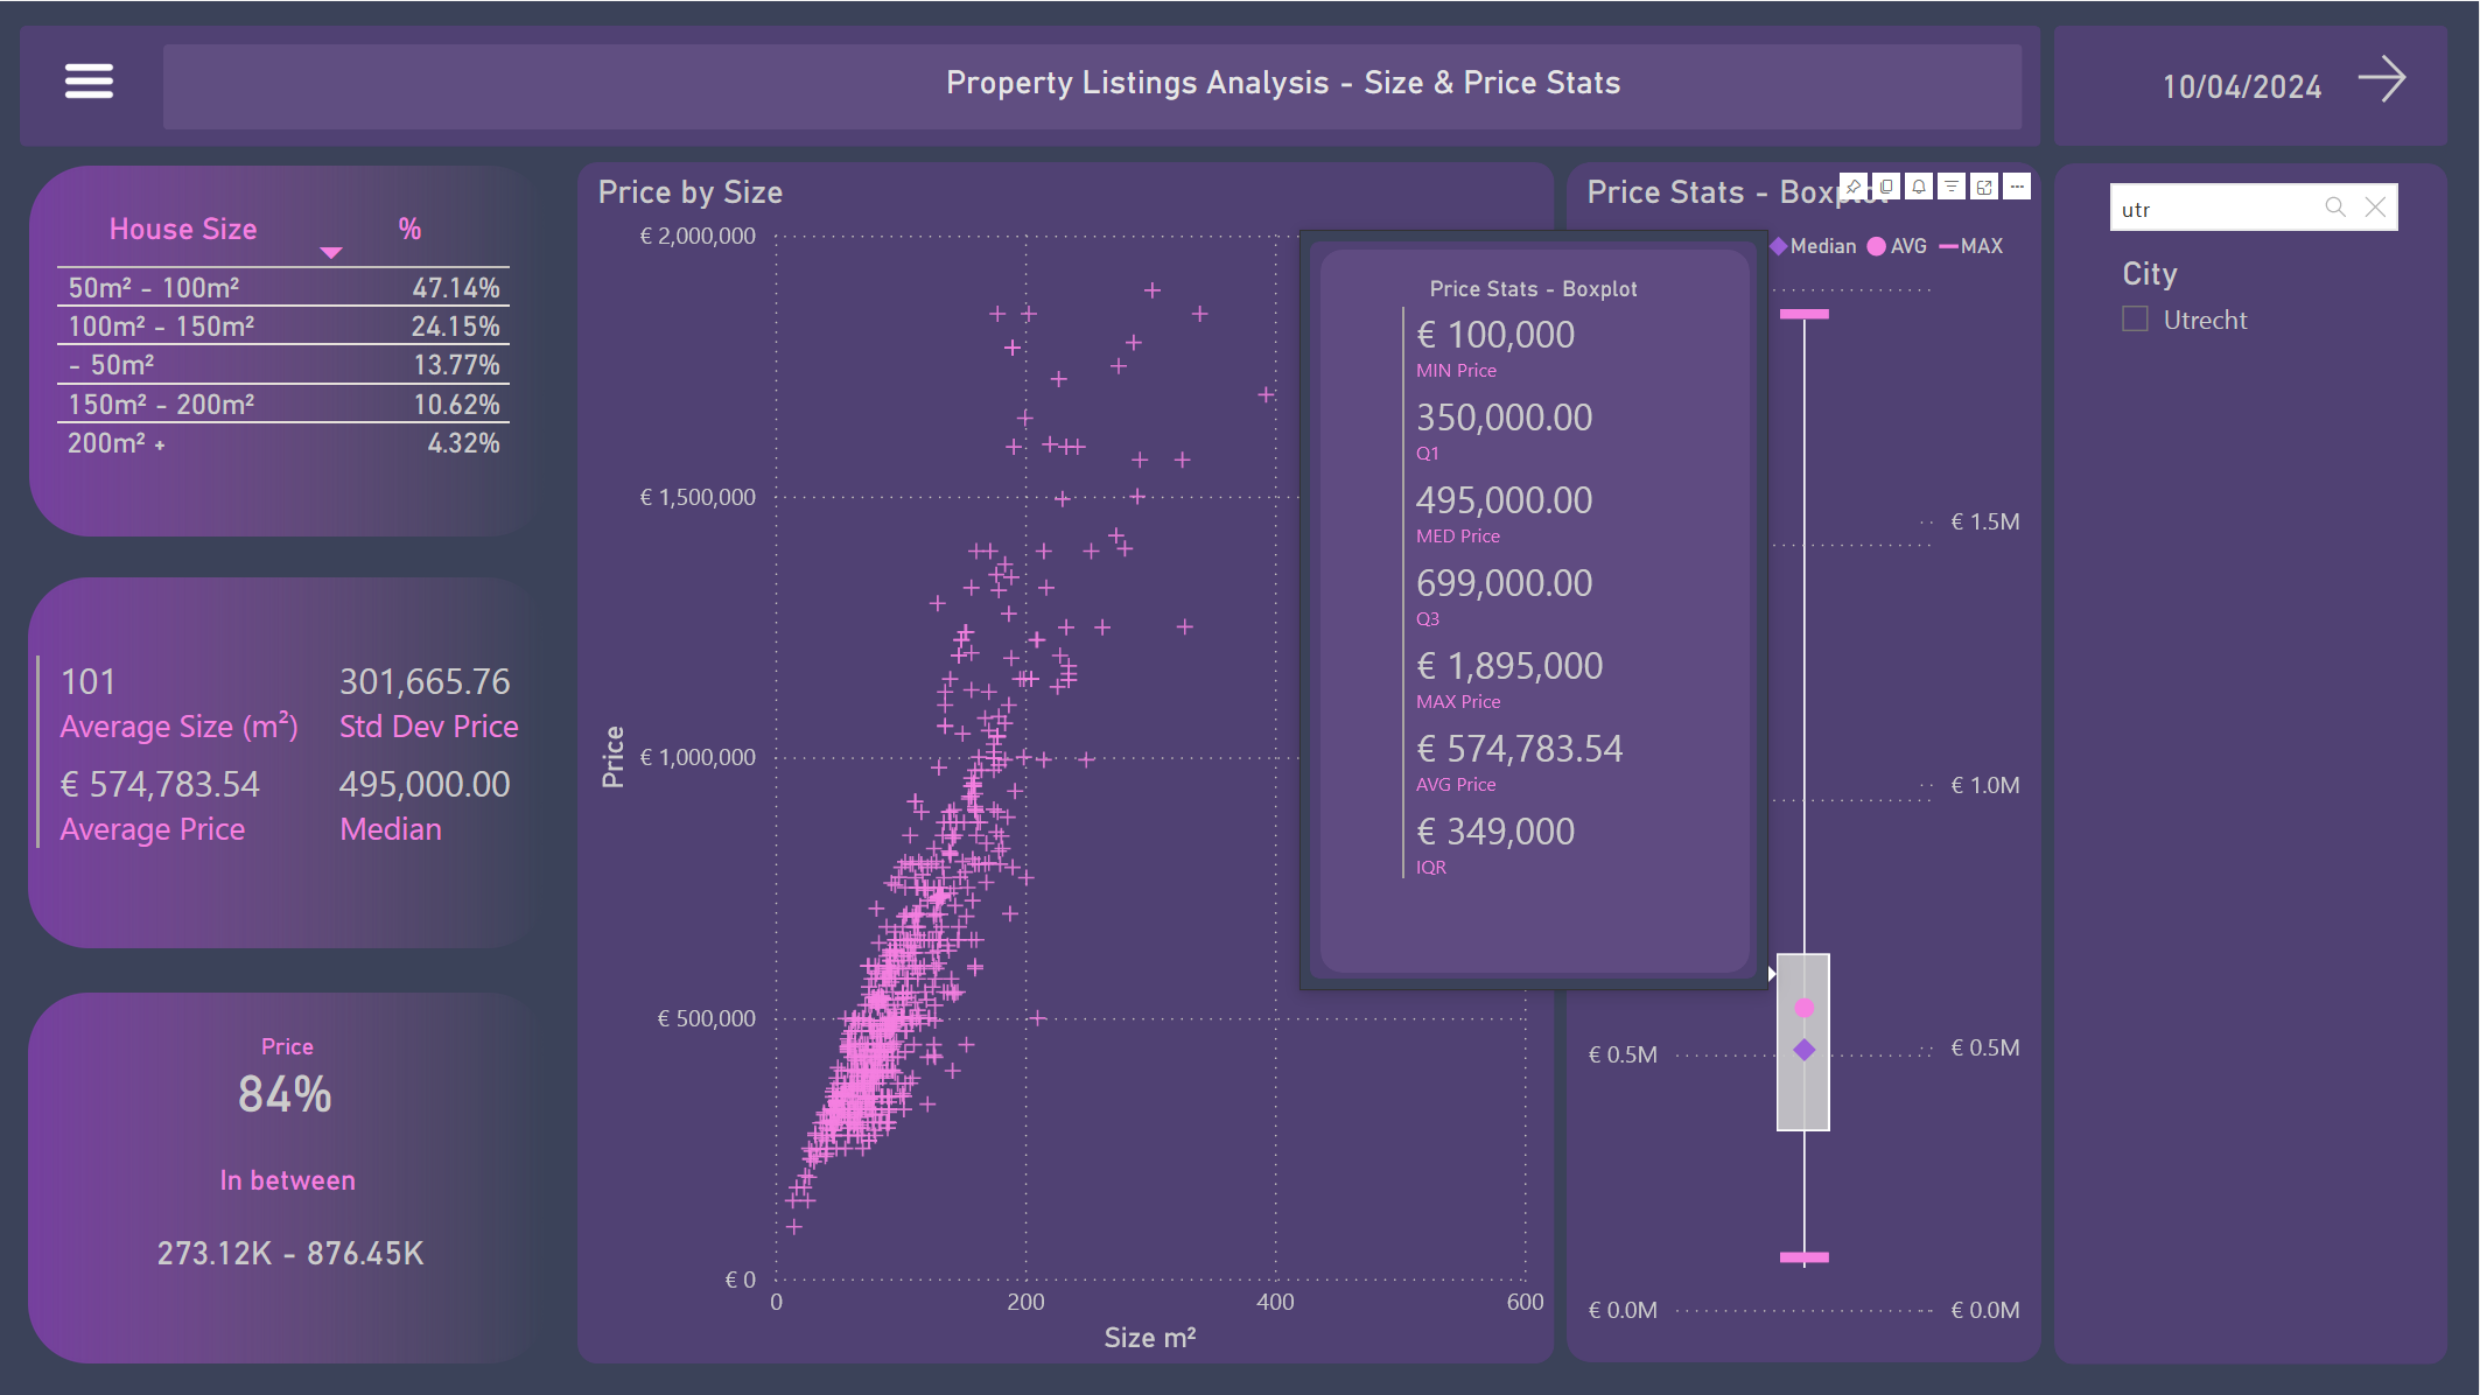 Property Listings Analysis - Size & Price Stats
10/04/2024
House Size %
50m² - 100m² 47.14%
100m² - 150m² 24.15%
- 50m² 13.77%
150m² - 200m² 10.62%
200m² + 4.32%
101 301,665.76
Average Size (m²) Std Dev Price
€ 574,783.54 495,000.00
Average Price Median
Price
84%
In between
273.12K - 876.45K
Price by Size
€ 2,000,000
€ 1,500,000
€ 1,000,000
€ 500,000
€ 0
Price
0 200 400 600
Size m²
Price Stats - Boxplot
€ 100,000
MIN Price
350,000.00
Q1
495,000.00
MED Price
699,000.00
Q3
€ 1,895,000
MAX Price
€ 574,783.54
AVG Price
€ 349,000
IQR
Price Stats - Boxplot
Median AVG MAX
€ 1.5M
€ 1.0M
€ 0.5M € 0.5M
€ 0.0M € 0.0M
utr
City
Utrecht